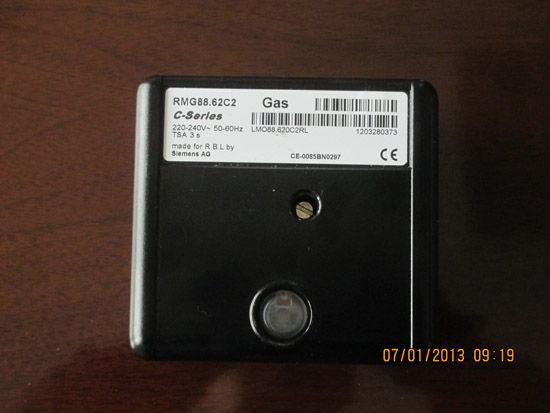 RMG88.62C2 Gas
C-Series
220-240V~ 50-60Hz LMO88.620C2RL 1203280373
TSA 3 s
made for R.B.L by
Siemens AG CE-0085BN0297 CE
07/01/2013 09:19